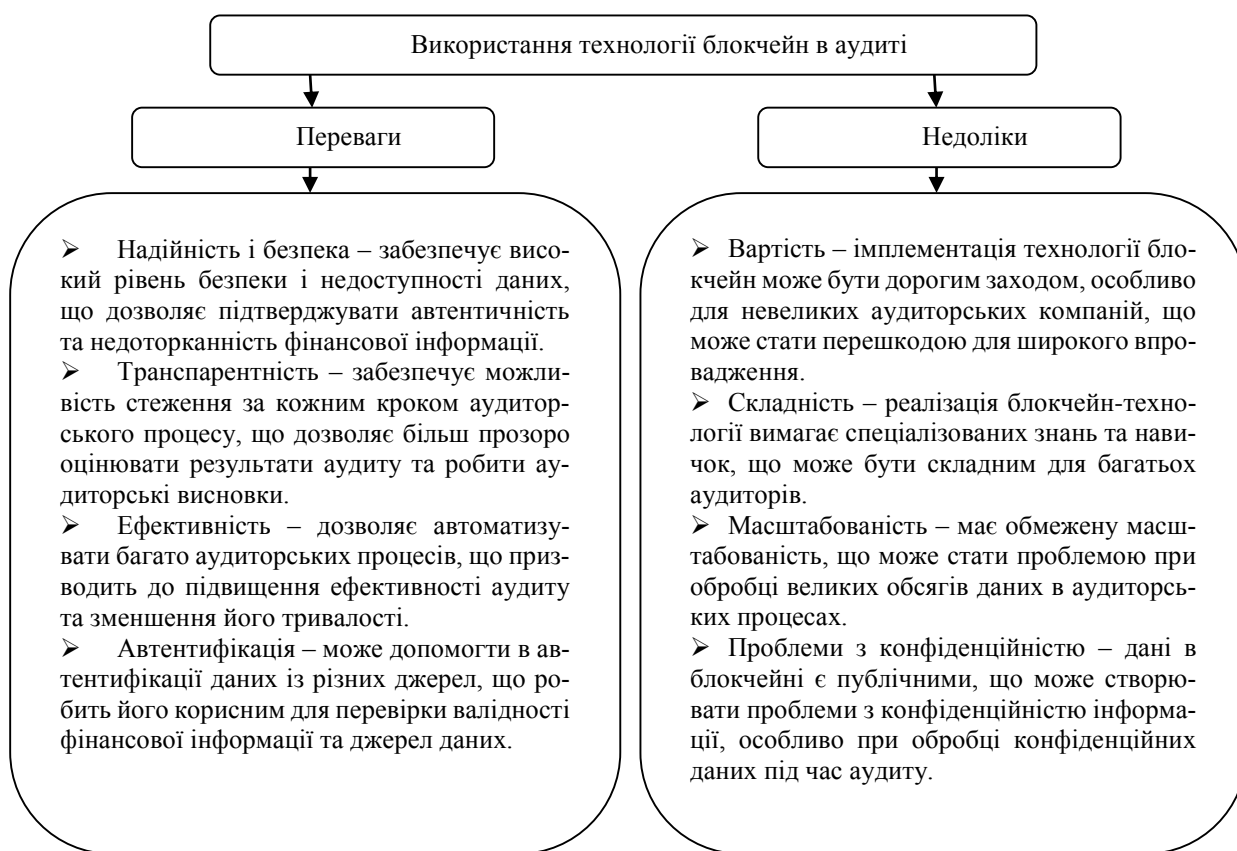 Використання технології блокчейн в аудиті
Переваги
Недоліки
➢ Надійність і безпека – забезпечує висо-
кий рівень безпеки і недоступності даних,
що дозволяє підтверджувати автентичність
та недоторканність фінансової інформації.
➢ Транспарентність – забезпечує можли-
вість стеження за кожним кроком аудитор-
ського процесу, що дозволяє більш прозоро
оцінювати результати аудиту та робити ау-
диторські висновки.
➢ Ефективність – дозволяє автоматизу-
вати багато аудиторських процесів, що приз-
водить до підвищення ефективності аудиту
та зменшення його тривалості.
➢ Автентифікація – може допомогти в ав-
тентифікації даних із різних джерел, що ро-
бить його корисним для перевірки валідності
фінансової інформації та джерел даних.
➢ Вартість – імплементація технології бло-
кчейн може бути дорогим заходом, особливо
для невеликих аудиторських компаній, що
може стати перешкодою для широкого впро-
вадження.
➢ Складність – реалізація блокчейн-техно-
логії вимагає спеціалізованих знань та нави-
чок, що може бути складним для багатьох
аудиторів.
➢ Масштабованість – має обмежену масш-
табованість, що може стати проблемою при
обробці великих обсягів даних в аудиторсь-
ких процесах.
➢ Проблеми з конфіденційністю – дані в
блокчейні є публічними, що може створю-
вати проблеми з конфіденційністю інформа-
ції, особливо при обробці конфіденційних
даних під час аудиту.